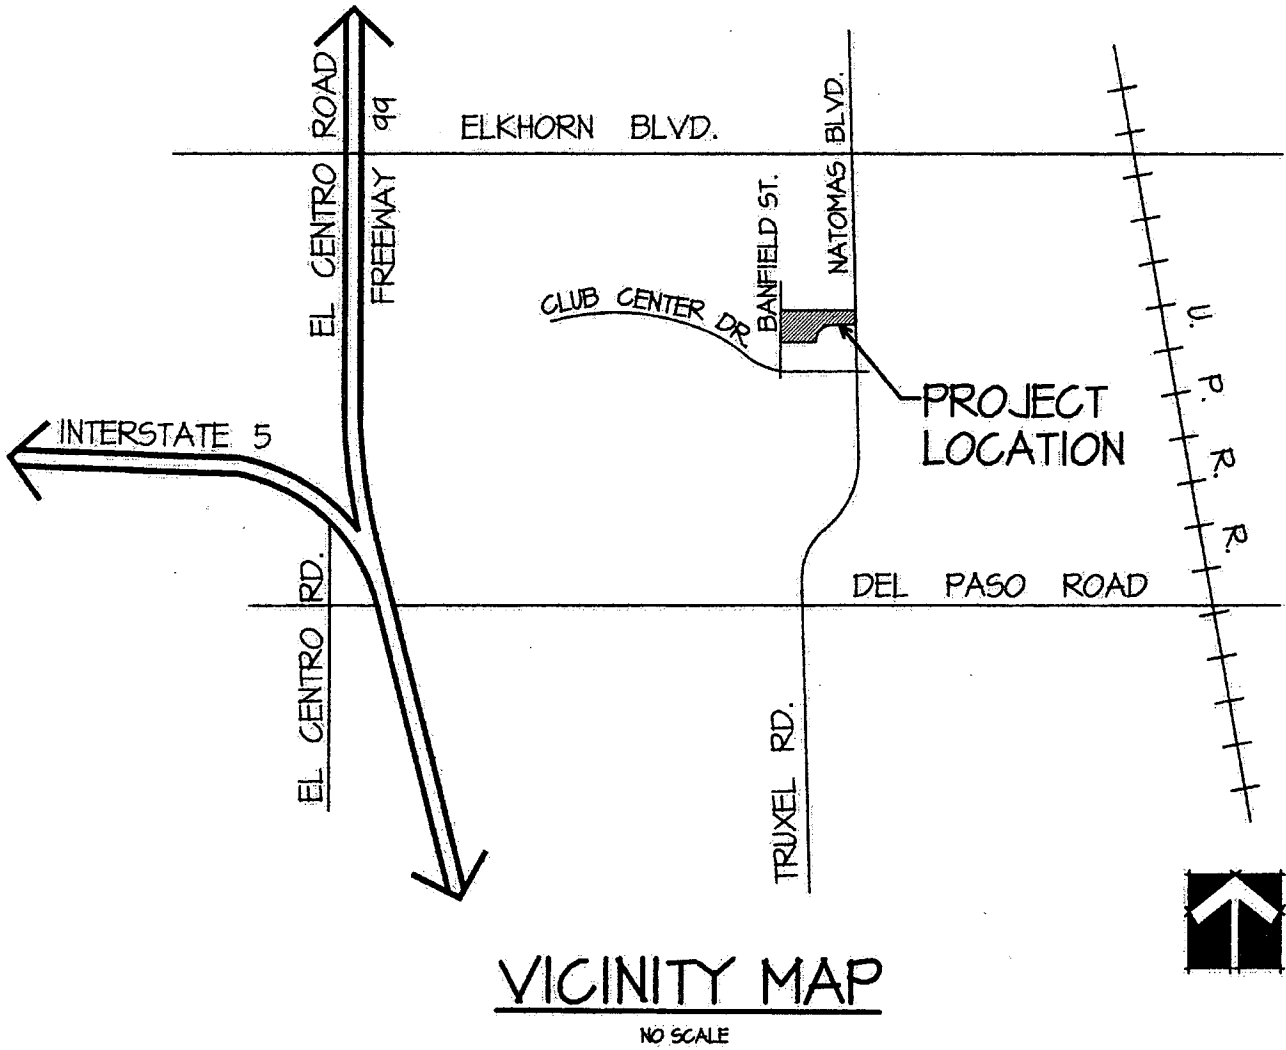 EL CENTRO ROAD
FREEWAY 99
ELKHORN BLVD.
NATOMAS BLVD.
BANFIELD ST.
CLUB CENTER DR.
U. P. R. R.
PROJECT
LOCATION
INTERSTATE 5
EL CENTRO RD.
DEL PASO ROAD
TRUXEL RD.
VICINITY MAP
NO SCALE